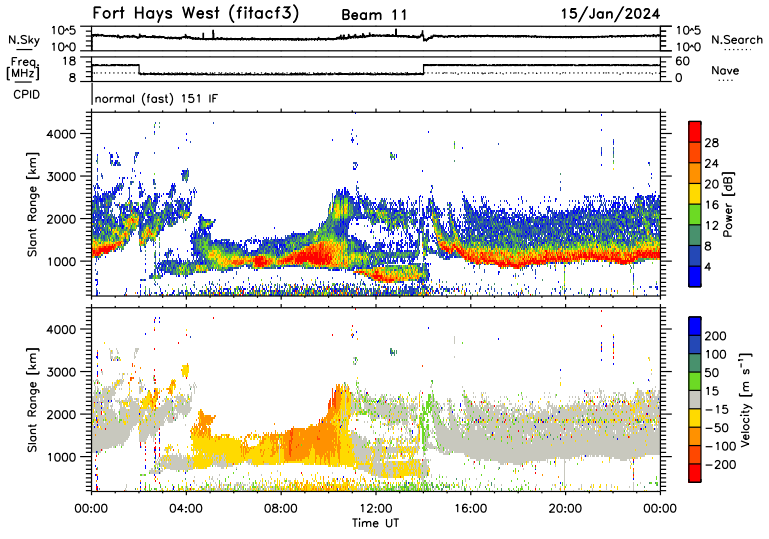 Fort Hays West (fitacf3) Beam 11 15/Jan/2024
N.Sky 10^5 10^0 10^5 10^0 N.Search
Freq. [MHz] 18 8 60 0 Nave
CPID normal (fast) 151 IF
Slant Range [km] 4000 3000 2000 1000
Power [dB] 28 24 20 16 12 8 4
Slant Range [km] 4000 3000 2000 1000
Velocity [m s^-1] 200 100 50 15 -15 -50 -100 -200
00:00 04:00 08:00 12:00 16:00 20:00 00:00
Time UT